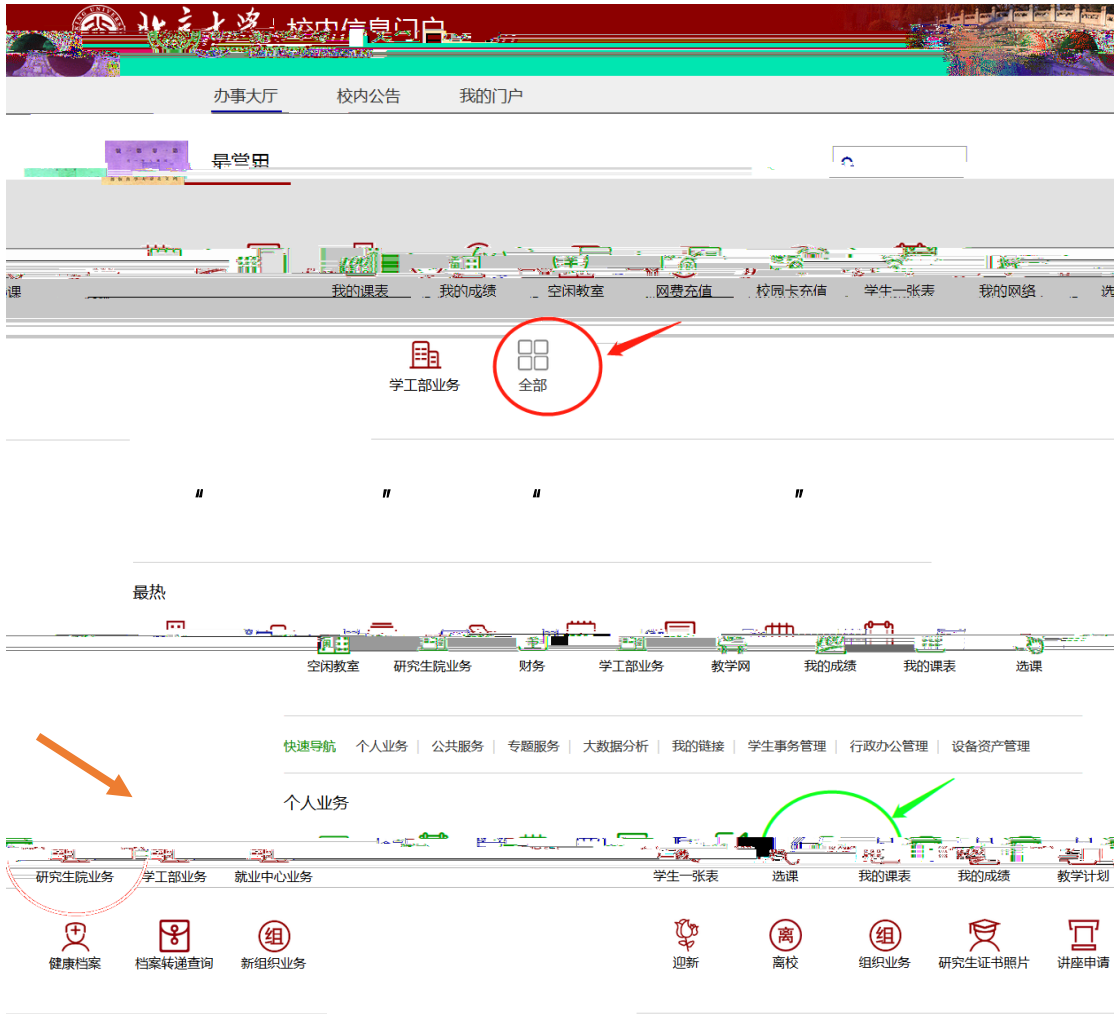 北京大学 校内信息门户
办事大厅 校内公告 我的门户
最常用
课 我的课表 我的成绩 空闲教室 网费充值 校园卡充值 学生一张表 我的网络 选
学工部业务 全部
“ ” “ ”
最热
空闲教室 研究生院业务 财务 学工部业务 教学网 我的成绩 我的课表 选课
快速导航 个人业务 | 公共服务 | 专题服务 | 大数据分析 | 我的链接 | 学生事务管理 | 行政办公管理 | 设备资产管理
个人业务
研究生院业务 学工部业务 就业中心业务 学生一张表 选课 我的课表 我的成绩 教学计划
组 离 组
健康档案 档案转递查询 新组织业务 迎新 离校 组织业务 研究生证书照片 讲座申请